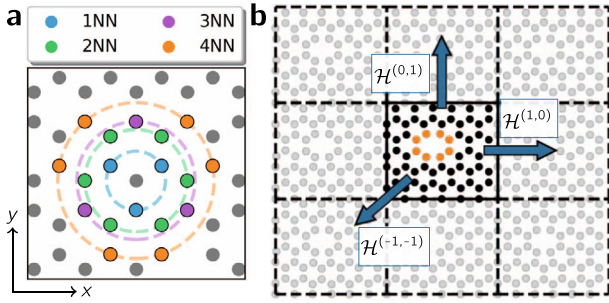 a
1NN 3NN
2NN 4NN
y
x
b
ℋ(0,1)
ℋ(1,0)
ℋ(-1,-1)